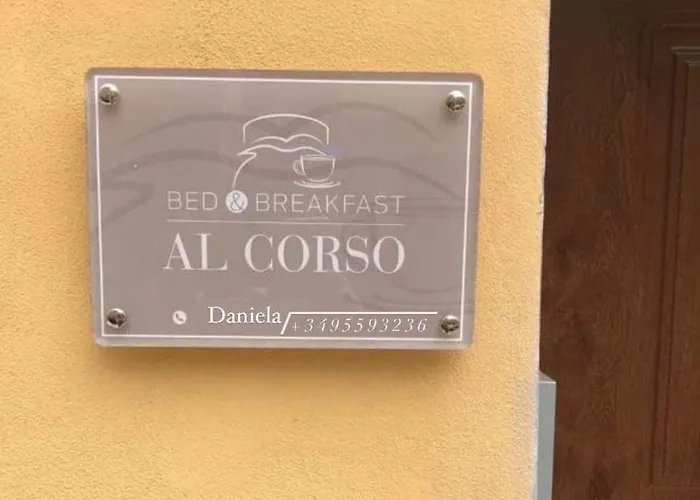 BED & BREAKFAST
AL CORSO
Daniela +3495593236